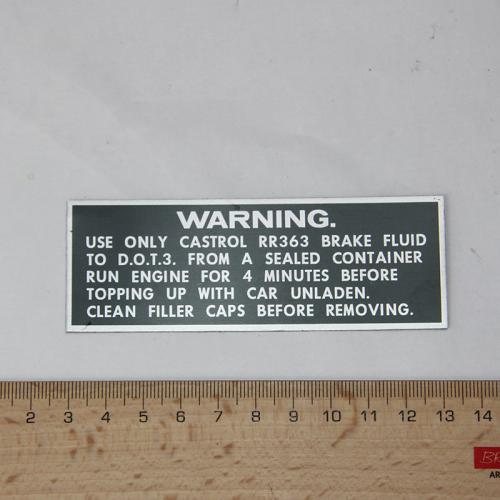 WARNING.
USE ONLY CASTROL RR363 BRAKE FLUID
TO D.O.T.3. FROM A SEALED CONTAINER
RUN ENGINE FOR 4 MINUTES BEFORE
TOPPING UP WITH CAR UNLADEN.
CLEAN FILLER CAPS BEFORE REMOVING.
2 3 4 5 6 7 8 9 10 11 12 13 14